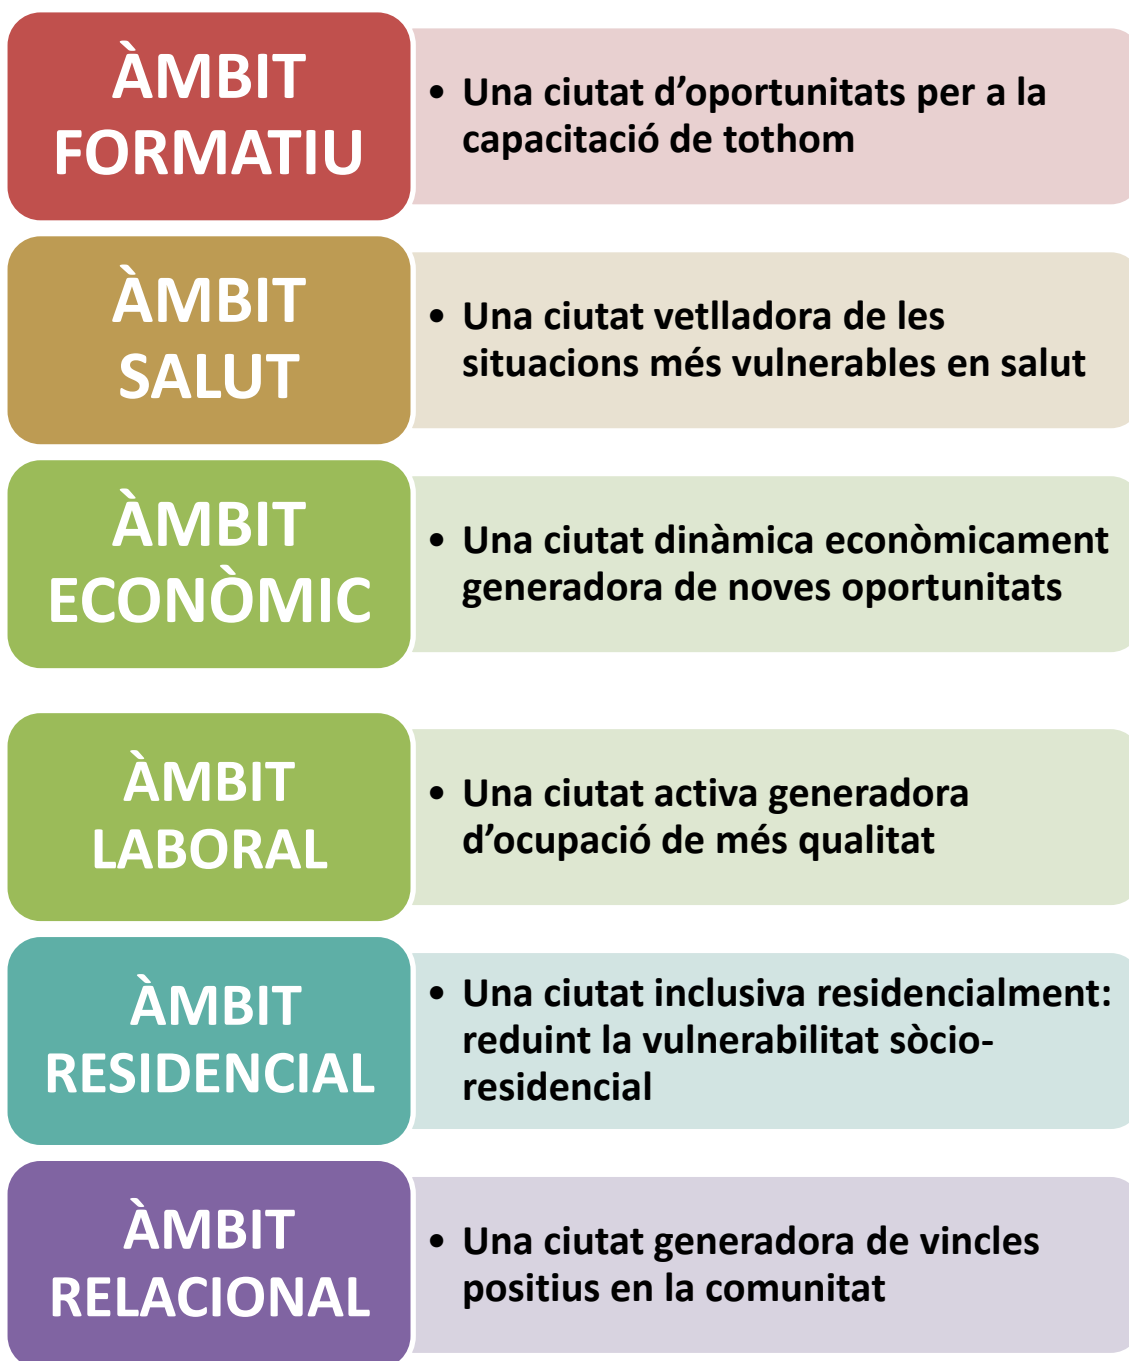 ÀMBIT
FORMATIU
• Una ciutat d’oportunitats per a la
capacitació de tothom
ÀMBIT
SALUT
• Una ciutat vetlladora de les
situacions més vulnerables en salut
ÀMBIT
ECONÒMIC
• Una ciutat dinàmica econòmicament
generadora de noves oportunitats
ÀMBIT
LABORAL
• Una ciutat activa generadora
d’ocupació de més qualitat
ÀMBIT
RESIDENCIAL
• Una ciutat inclusiva residencialment:
reduint la vulnerabilitat sòcio-
residencial
ÀMBIT
RELACIONAL
• Una ciutat generadora de vincles
positius en la comunitat